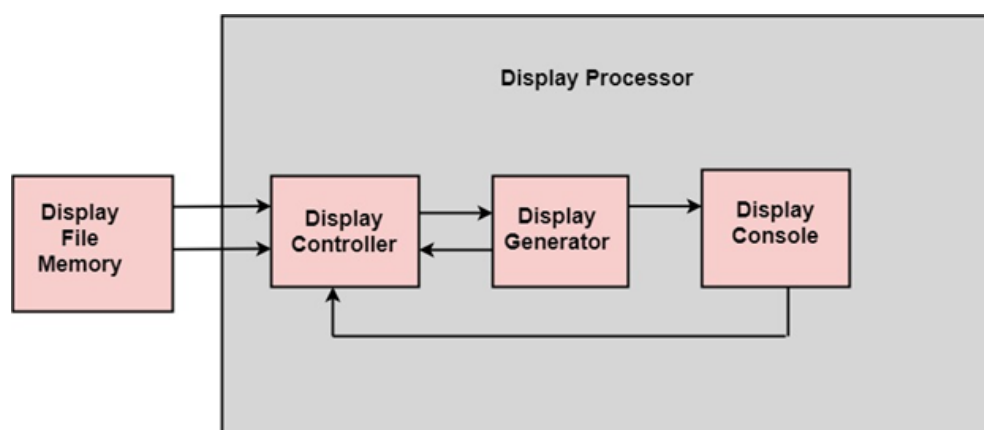 Display Processor
Display
File
Memory
Display
Controller
Display
Generator
Display
Console